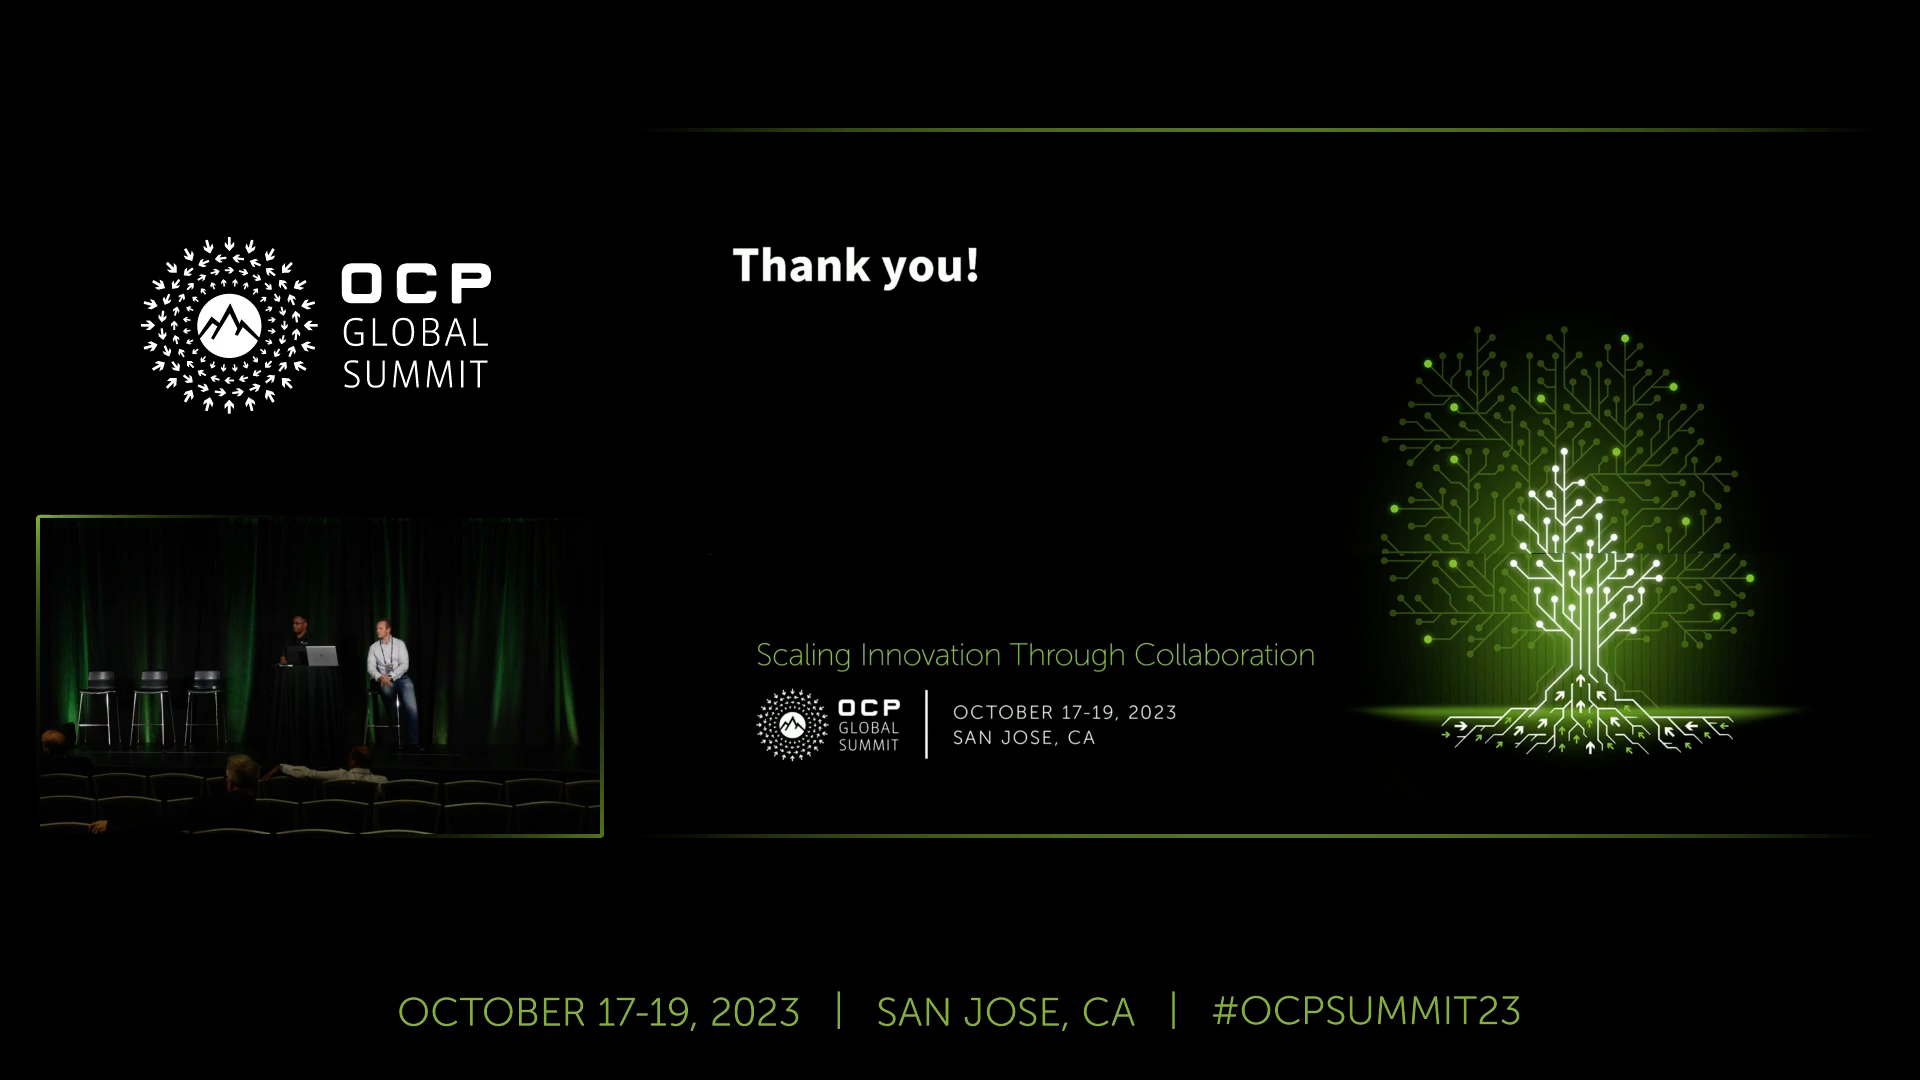 OCP
GLOBAL
SUMMIT
Thank you!
Scaling Innovation Through Collaboration
OCP
GLOBAL
SUMMIT
OCTOBER 17-19, 2023
SAN JOSE, CA
OCTOBER 17-19, 2023 | SAN JOSE, CA | #OCPSUMMIT23